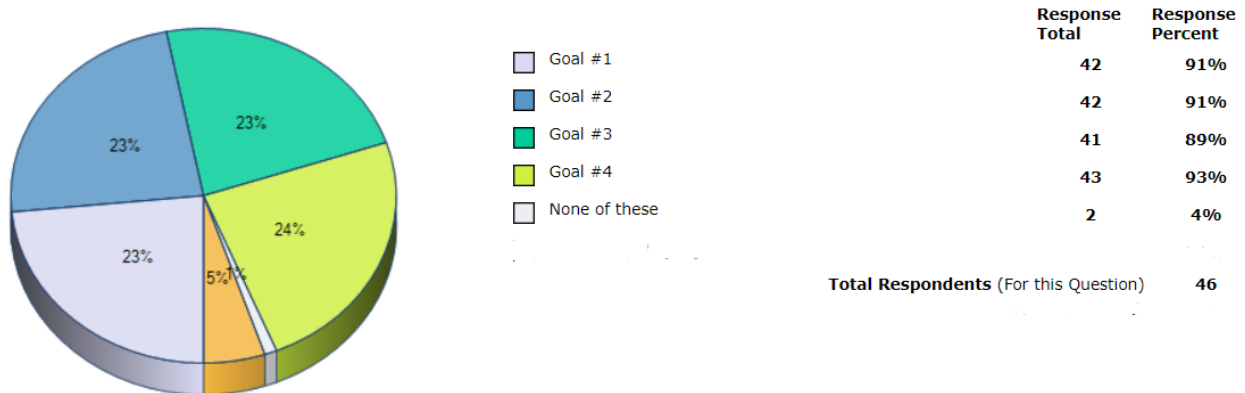 Response Response
Total Percent
Goal #1 42 91%
Goal #2 42 91%
Goal #3 41 89%
Goal #4 43 93%
None of these 2 4%
Total Respondents (For this Question) 46
23%
23%
24%
23%
5%
1%